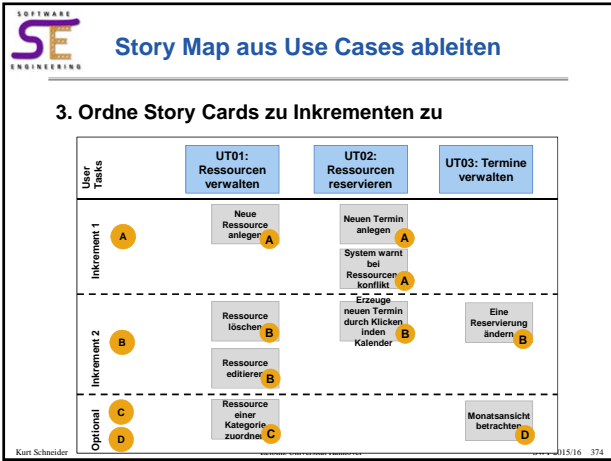 SOFTWARE
SE
ENGINEERING
Story Map aus Use Cases ableiten
3. Ordne Story Cards zu Inkrementen zu
User
Tasks
UT01:
Ressourcen
verwalten
UT02:
Ressourcen
reservieren
UT03: Termine
verwalten
Inkrement 1
A
Neue
Ressource
anlegen
A
Neuen Termin
anlegen
A
System warnt
bei
Ressourcen
konflikt
A
Inkrement 2
B
Ressource
löschen
B
Ressource
editieren
B
Erzeuge
neuen Termin
durch Klicken
inden
Kalender
B
Eine
Reservierung
ändern
B
Optional
C
D
Ressource
einer
Kategorie
zuordnen
C
Monatsansicht
betrachten
D
Kurt Schneider
2015/16 374